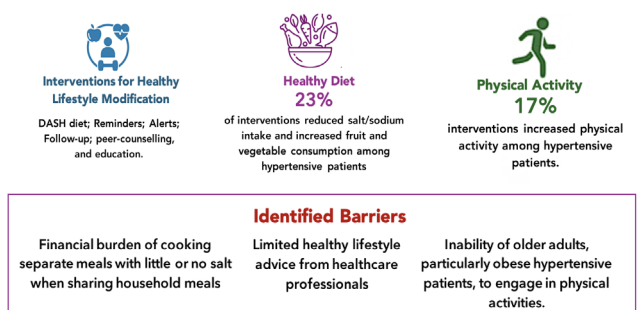 Interventions for Healthy
Lifestyle Modification
DASH diet; Reminders; Alerts;
Follow-up; peer-counselling,
and education.
Healthy Diet
23%
of interventions reduced salt/sodium
intake and increased fruit and
vegetable consumption among
hypertensive patients
Physical Activity
17%
interventions increased physical
activity among hypertensive
patients.
Identified Barriers
Financial burden of cooking
separate meals with little or no salt
when sharing household meals
Limited healthy lifestyle
advice from healthcare
professionals
Inability of older adults,
particularly obese hypertensive
patients, to engage in physical
activities.